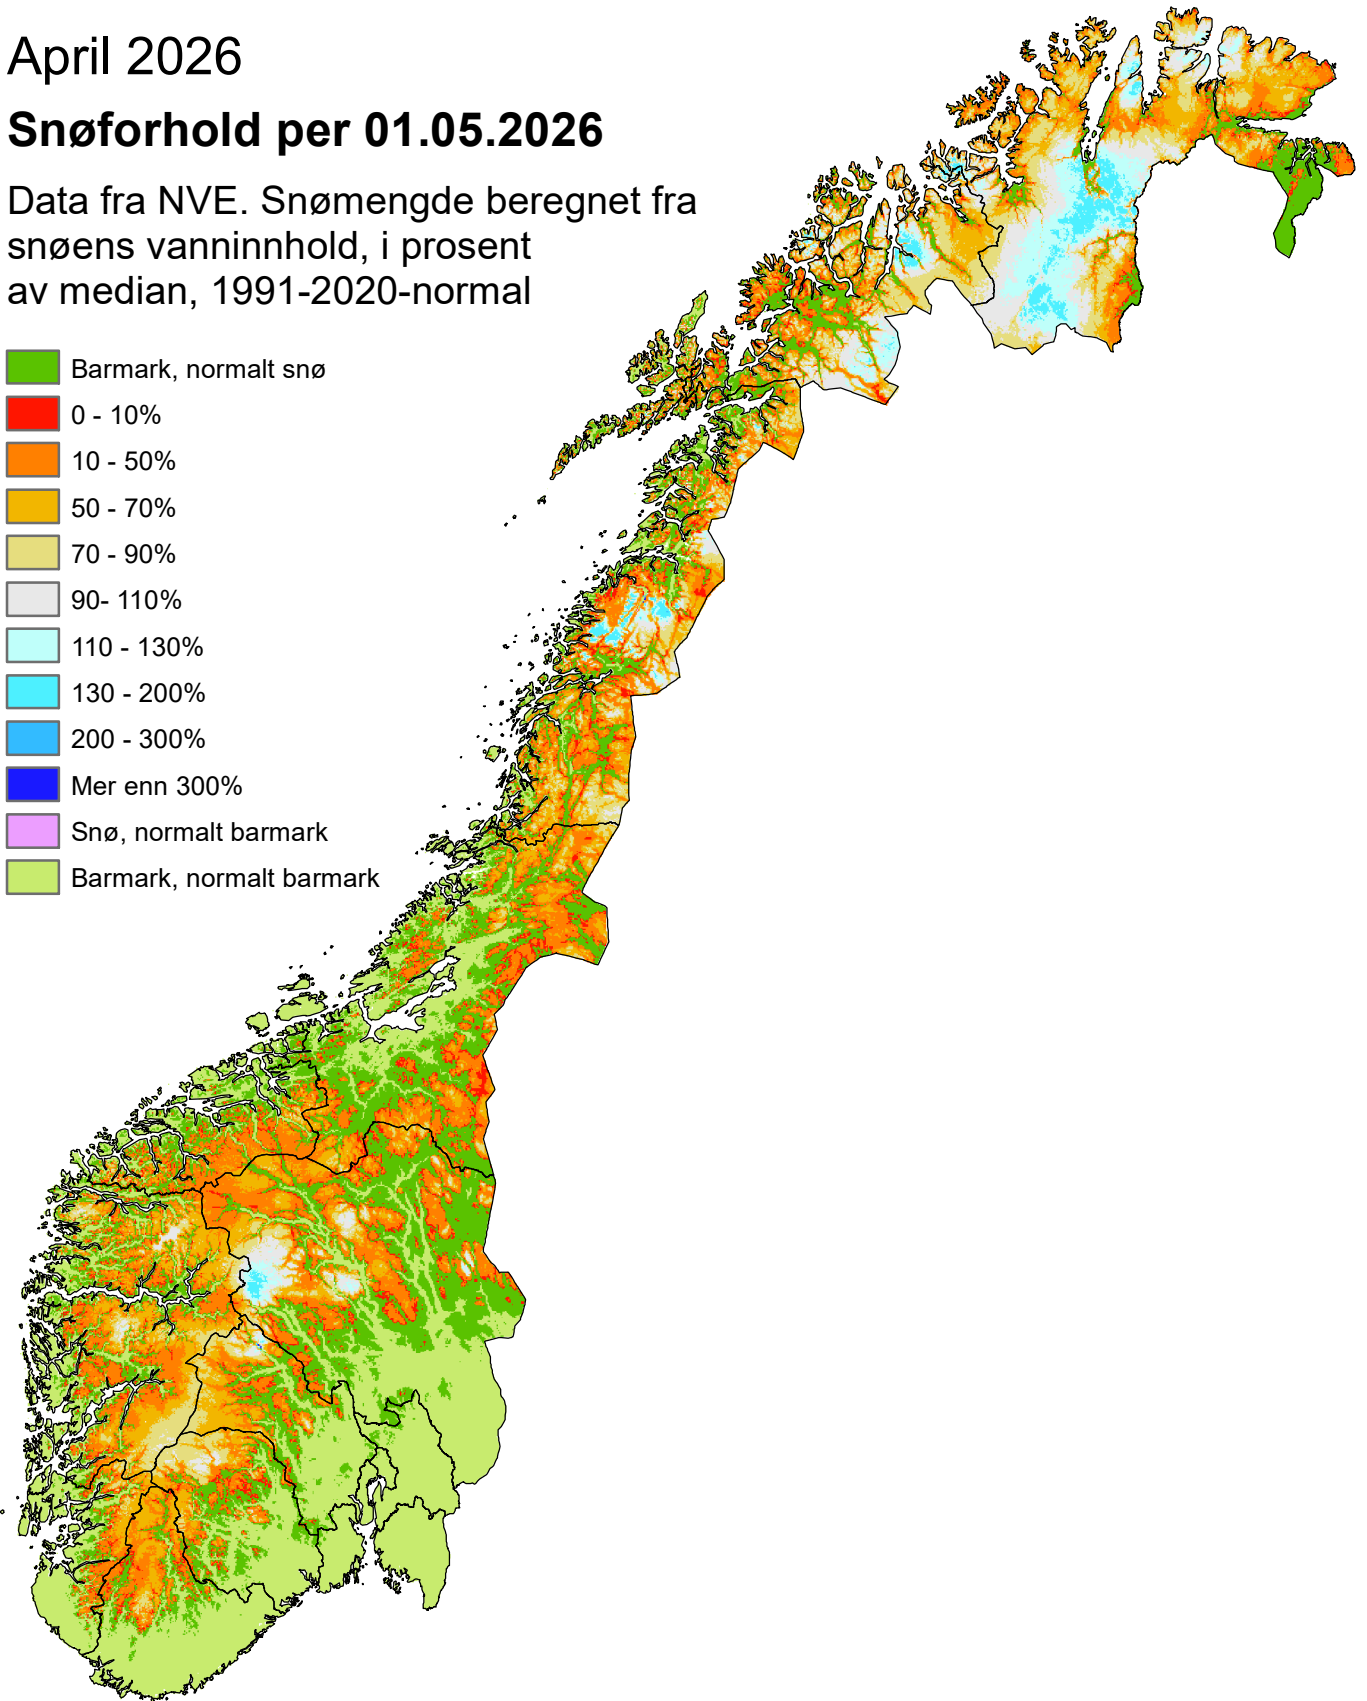 April 2026
Snøforhold per 01.05.2026
Data fra NVE. Snømengde beregnet fra
snøens vanninnhold, i prosent
av median, 1991-2020-normal
Barmark, normalt snø
0 - 10%
10 - 50%
50 - 70%
70 - 90%
90- 110%
110 - 130%
130 - 200%
200 - 300%
Mer enn 300%
Snø, normalt barmark
Barmark, normalt barmark